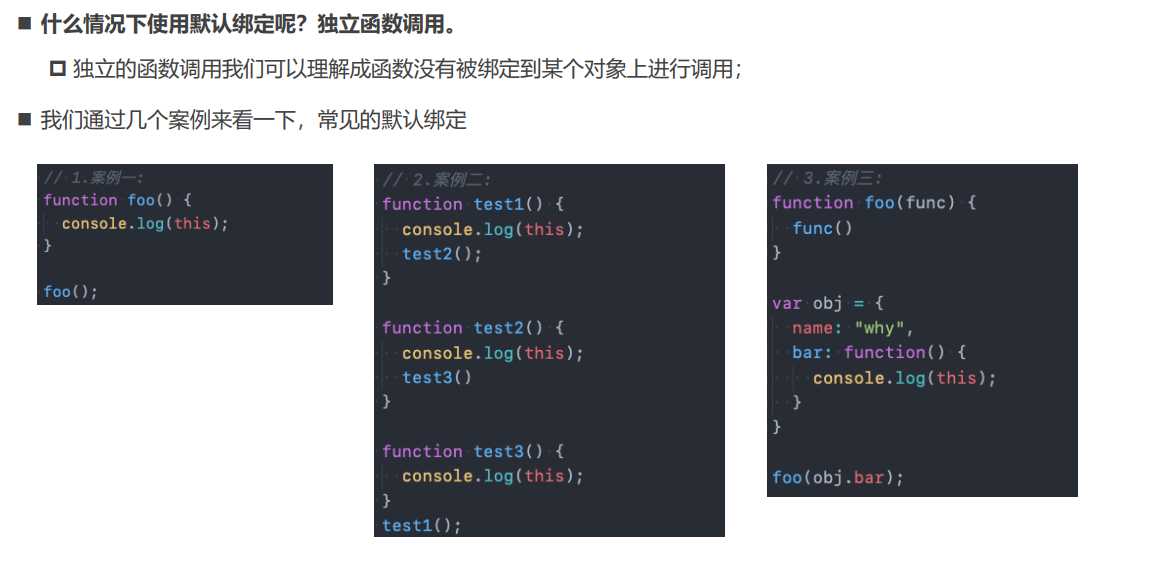 什么情况下使用默认绑定呢？独立函数调用。
独立的函数调用我们可以理解成函数没有被绑定到某个对象上进行调用；
我们通过几个案例来看一下，常见的默认绑定
// 1.案例一:
function foo() {
  console.log(this);
}

foo();
// 2.案例二:
function test1() {
  console.log(this);
  test2();
}

function test2() {
  console.log(this);
  test3()
}

function test3() {
  console.log(this);
}
test1();
// 3.案例三:
function foo(func) {
  func()
}

var obj = {
  name: "why",
  bar: function() {
    console.log(this);
  }
}

foo(obj.bar);